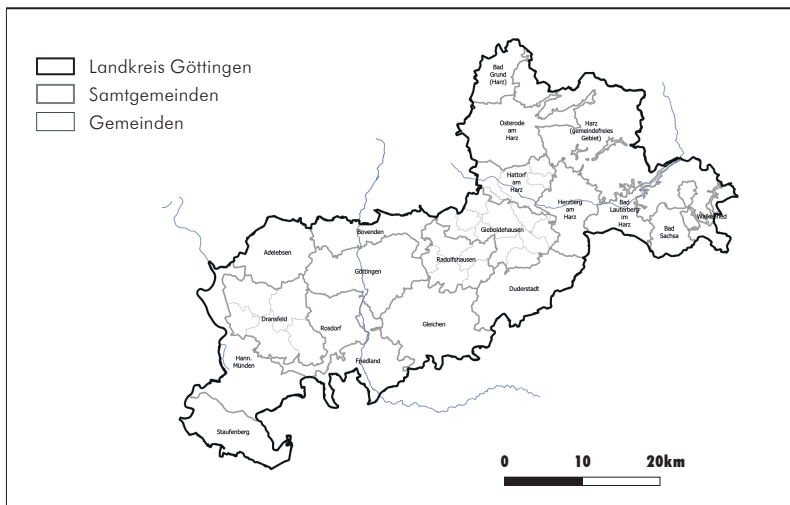 Landkreis Göttingen
Samtgemeinden
Gemeinden
Bad
Grund
(Harz)
Osterode
am
Harz
Harz
(gemeindefreies
Gebiet)
Hattorf
am
Harz
Herzberg
am
Harz
Bad
Lauterberg
im
Harz
Walkenried
Bad
Sachsa
Gieboldehausen
Bovenden
Adelebsen
Radolfshausen
Göttingen
Duderstadt
Dransfeld
Rosdorf
Gleichen
Hann.
Münden
Friedland
Staufenberg
0 10 20km